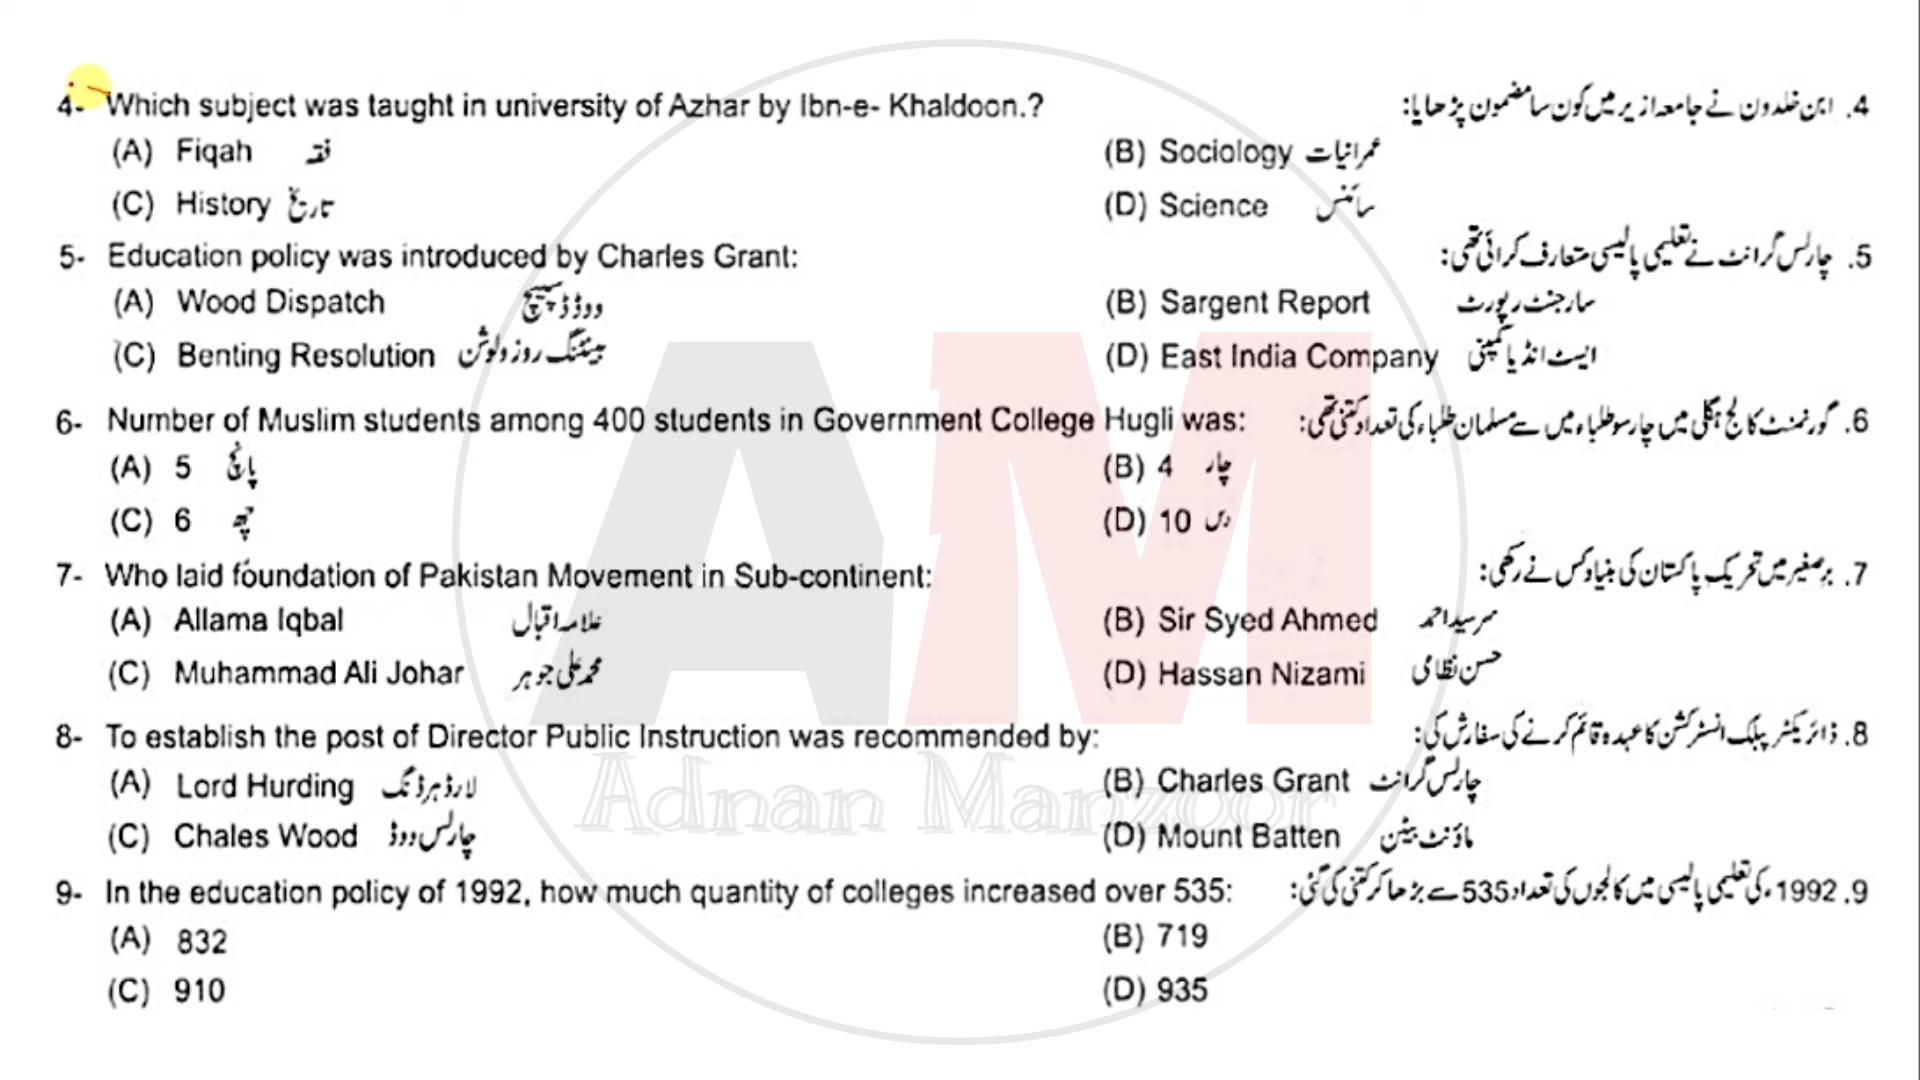 4- Which subject was taught in university of Azhar by Ibn-e- Khaldoon.? 4. ابن خلدون نے جامعہ ازہر میں کون سا مضمون پڑھایا:
(A) Fiqah فقہ (B) Sociology عمرانیات
(C) History تاریخ (D) Science سائنس
5- Education policy was introduced by Charles Grant: 5. چارلس گرانٹ نے تعلیمی پالیسی متعارف کرائی تھی:
(A) Wood Dispatch ووڈ ڈسپیچ (B) Sargent Report سارجنٹ رپورٹ
(C) Benting Resolution بینٹنگ روزولوشن (D) East India Company ایسٹ انڈیا کمپنی
6- Number of Muslim students among 400 students in Government College Hugli was: 6. گورنمنٹ کالج ہگلی میں چار سو طلباء میں سے مسلمان طلباء کی تعداد کتنی تھی:
(A) 5 پانچ (B) 4 چار
(C) 6 چھ (D) 10 دس
7- Who laid foundation of Pakistan Movement in Sub-continent: 7. برصغیر میں تحریک پاکستان کی بنیاد کس نے رکھی:
(A) Allama Iqbal علامہ اقبال (B) Sir Syed Ahmed سرسید احمد
(C) Muhammad Ali Johar محمد علی جوہر (D) Hassan Nizami حسن نظامی
8- To establish the post of Director Public Instruction was recommended by: 8. ڈائریکٹر پبلک انسٹرکشن کا عہدہ قائم کرنے کی سفارش کی:
(A) Lord Hurding لارڈ ہرڈنگ (B) Charles Grant چارلس گرانٹ
(C) Chales Wood چارلس ووڈ (D) Mount Batten ماؤنٹ بیٹن
9- In the education policy of 1992, how much quantity of colleges increased over 535: 9. 1992ء کی تعلیمی پالیسی میں کالجوں کی تعداد 535 سے بڑھا کر کتنی کی گئی:
(A) 832 (B) 719
(C) 910 (D) 935
AM
Adnan Manzoor